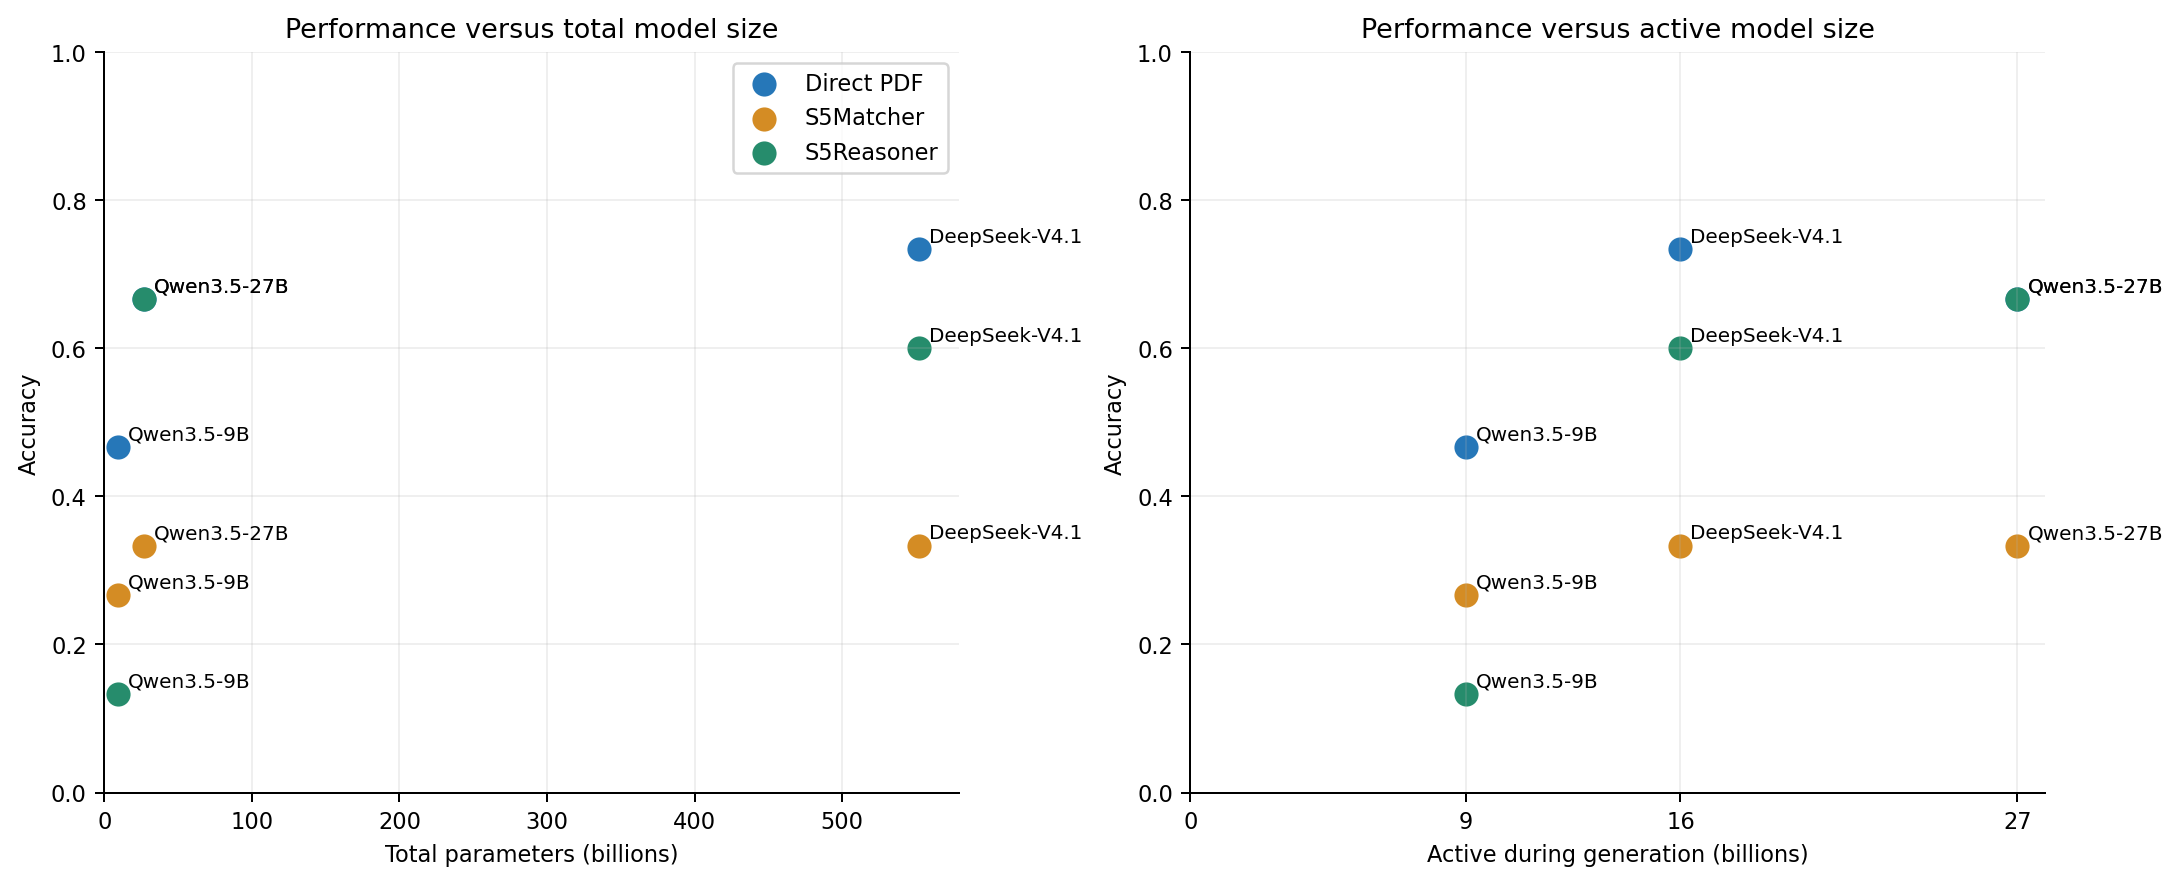 Performance versus total model size
1.0
0.8
0.6
0.4
0.2
0.0
Accuracy
Direct PDF
S5Matcher
S5Reasoner
DeepSeek-V4.1
Qwen3.5-27B
DeepSeek-V4.1
Qwen3.5-9B
Qwen3.5-27B
DeepSeek-V4.1
Qwen3.5-9B
Qwen3.5-9B
0 100 200 300 400 500
Total parameters (billions)
Performance versus active model size
1.0
0.8
0.6
0.4
0.2
0.0
Accuracy
DeepSeek-V4.1
Qwen3.5-27B
DeepSeek-V4.1
Qwen3.5-9B
DeepSeek-V4.1
Qwen3.5-27B
Qwen3.5-9B
Qwen3.5-9B
0 9 16 27
Active during generation (billions)